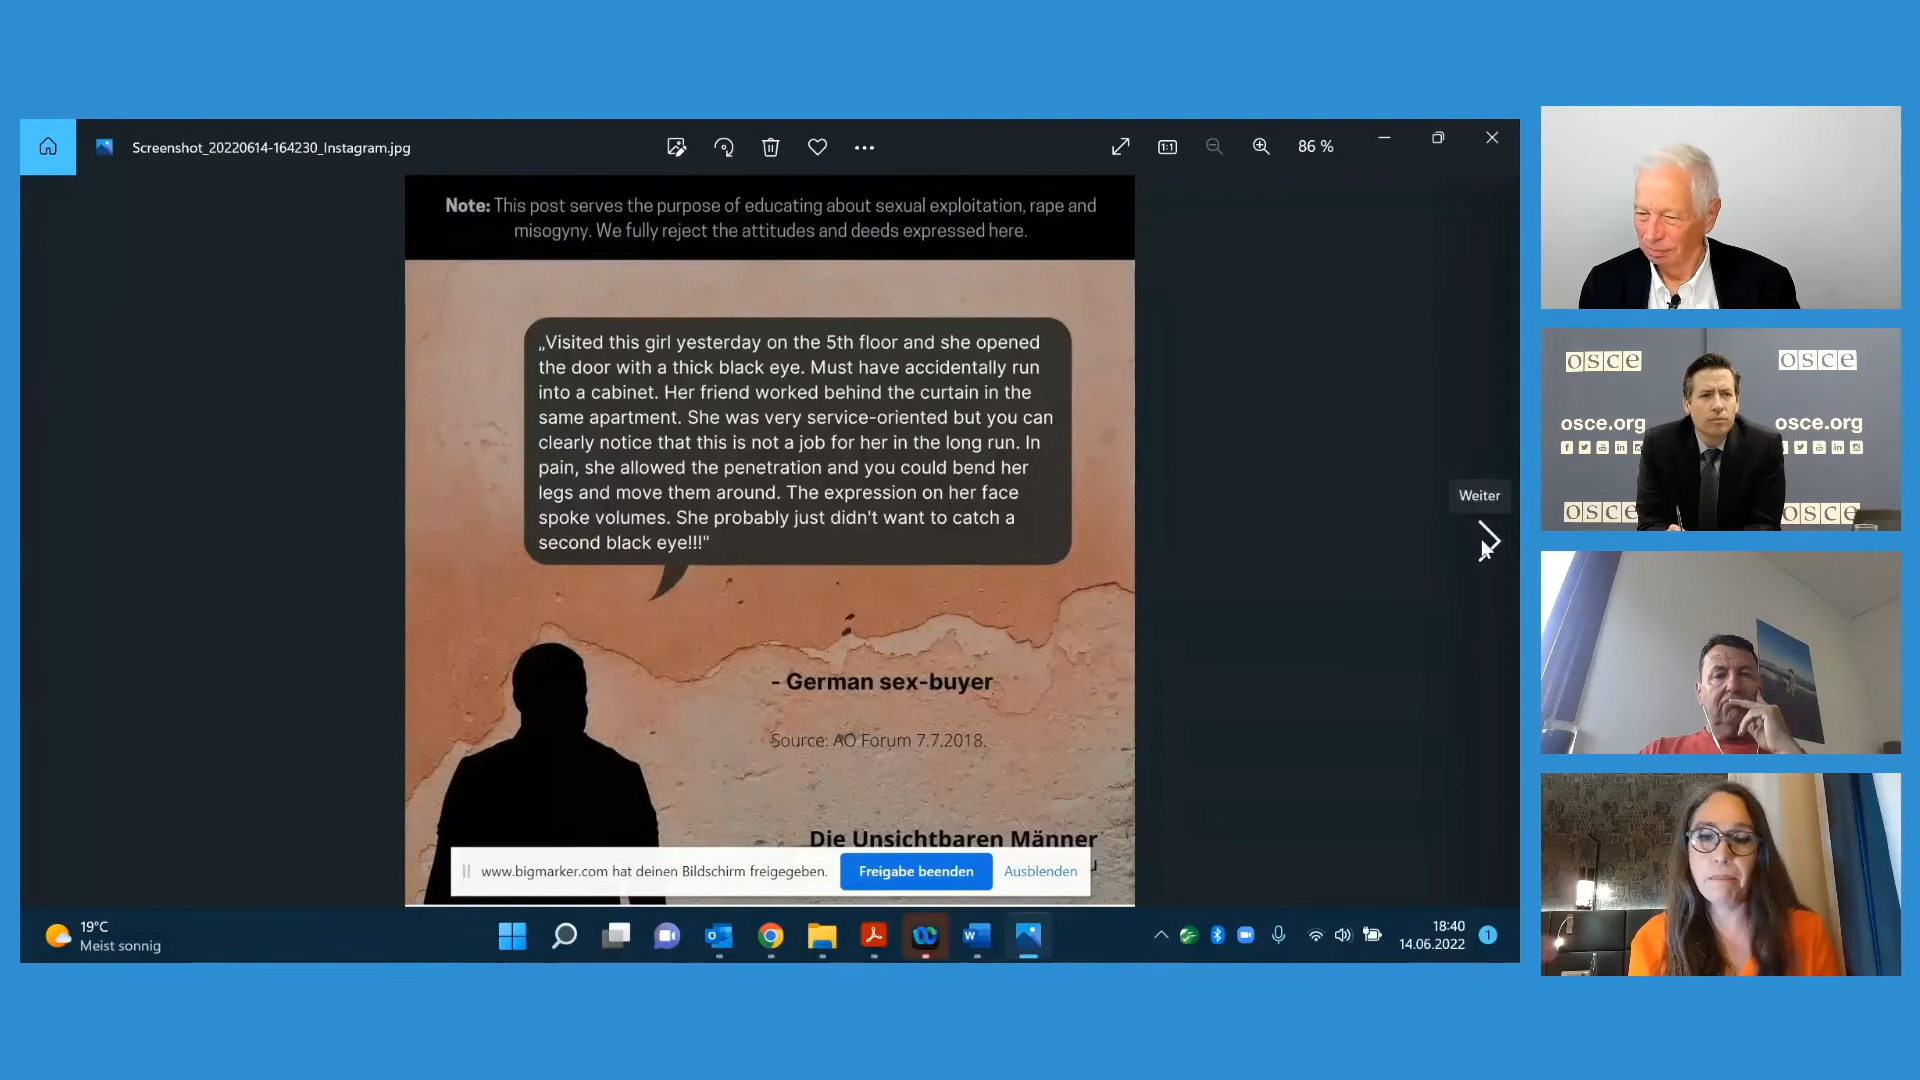 Screenshot_20220614-164230_Instagram.jpg
1:1
86 %
Note: This post serves the purpose of educating about sexual exploitation, rape and
misogyny. We fully reject the attitudes and deeds expressed here.
„Visited this girl yesterday on the 5th floor and she opened
the door with a thick black eye. Must have accidentally run
into a cabinet. Her friend worked behind the curtain in the
same apartment. She was very service-oriented but you can
clearly notice that this is not a job for her in the long run. In
pain, she allowed the penetration and you could bend her
legs and move them around. The expression on her face
spoke volumes. She probably just didn't want to catch a
second black eye!!!"
- German sex-buyer
Source: AO Forum 7.7.2018.
Die Unsichtbaren Männer
Weiter
www.bigmarker.com hat deinen Bildschirm freigegeben.
Freigabe beenden
Ausblenden
19°C
Meist sonnig
18:40
14.06.2022
1
osce
osce
osce.org
osce.org
osce
osce